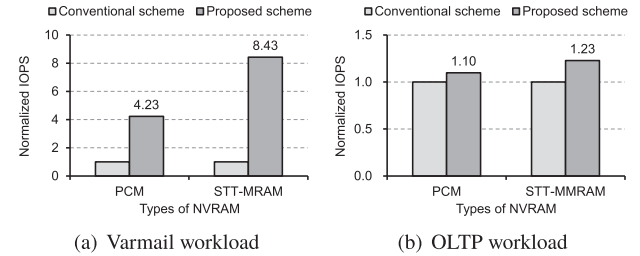 Conventional scheme Proposed scheme
Normalized IOPS
10
8
6
4
2
0
4.23
8.43
PCM STT-MRAM
Types of NVRAM
(a) Varmail workload
Conventional scheme Proposed scheme
Normalized IOPS
1.5
1.0
0.5
0.0
1.10
1.23
PCM STT-MMRAM
Types of NVRAM
(b) OLTP workload